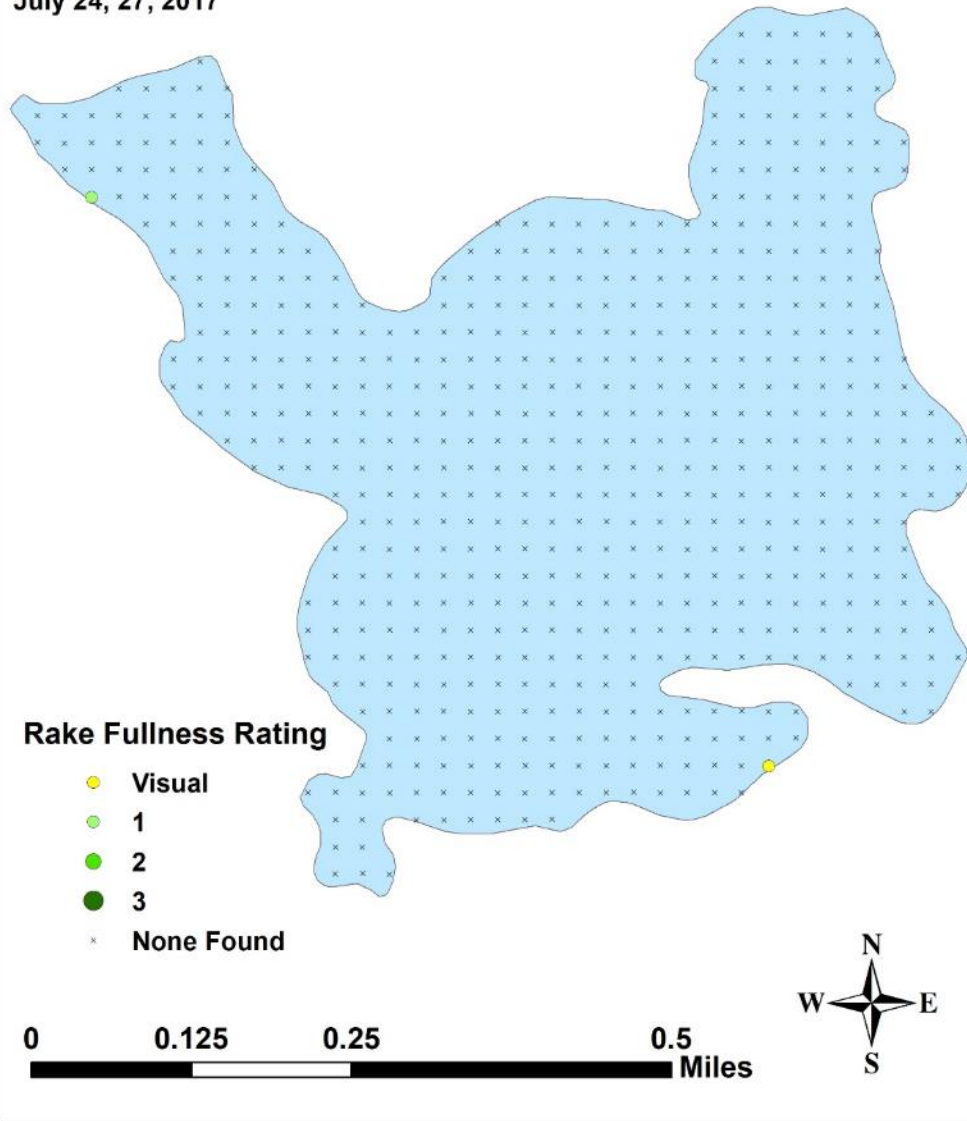 July 24, 27, 2017
Rake Fullness Rating
Visual
1
2
3
None Found
N
W E
S
0 0.125 0.25 0.5
Miles